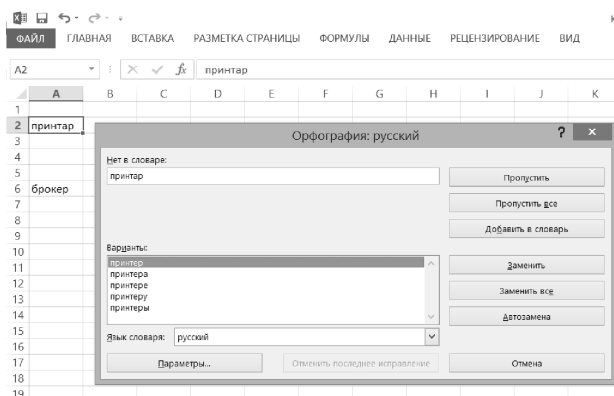 ФАЙЛ ГЛАВНАЯ ВСТАВКА РАЗМЕТКА СТРАНИЦЫ ФОРМУЛЫ ДАННЫЕ РЕЦЕНЗИРОВАНИЕ ВИД
A2 fx принтар
A B C D E F G H I J K
1
2 принтар
3
4
5
6 брокер
7
8
9
10
11
12
13
14
15
16
17
18
19
Орфография: русский ? ×
Нет в словаре:
принтар
Пропустить
Пропустить все
Добавить в словарь
Варианты:
принтер
принтера
принтере
принтеру
принтеры
Заменить
Заменить все
Автозамена
Язык словаря: русский
Параметры... Отменить последнее исправление Отмена